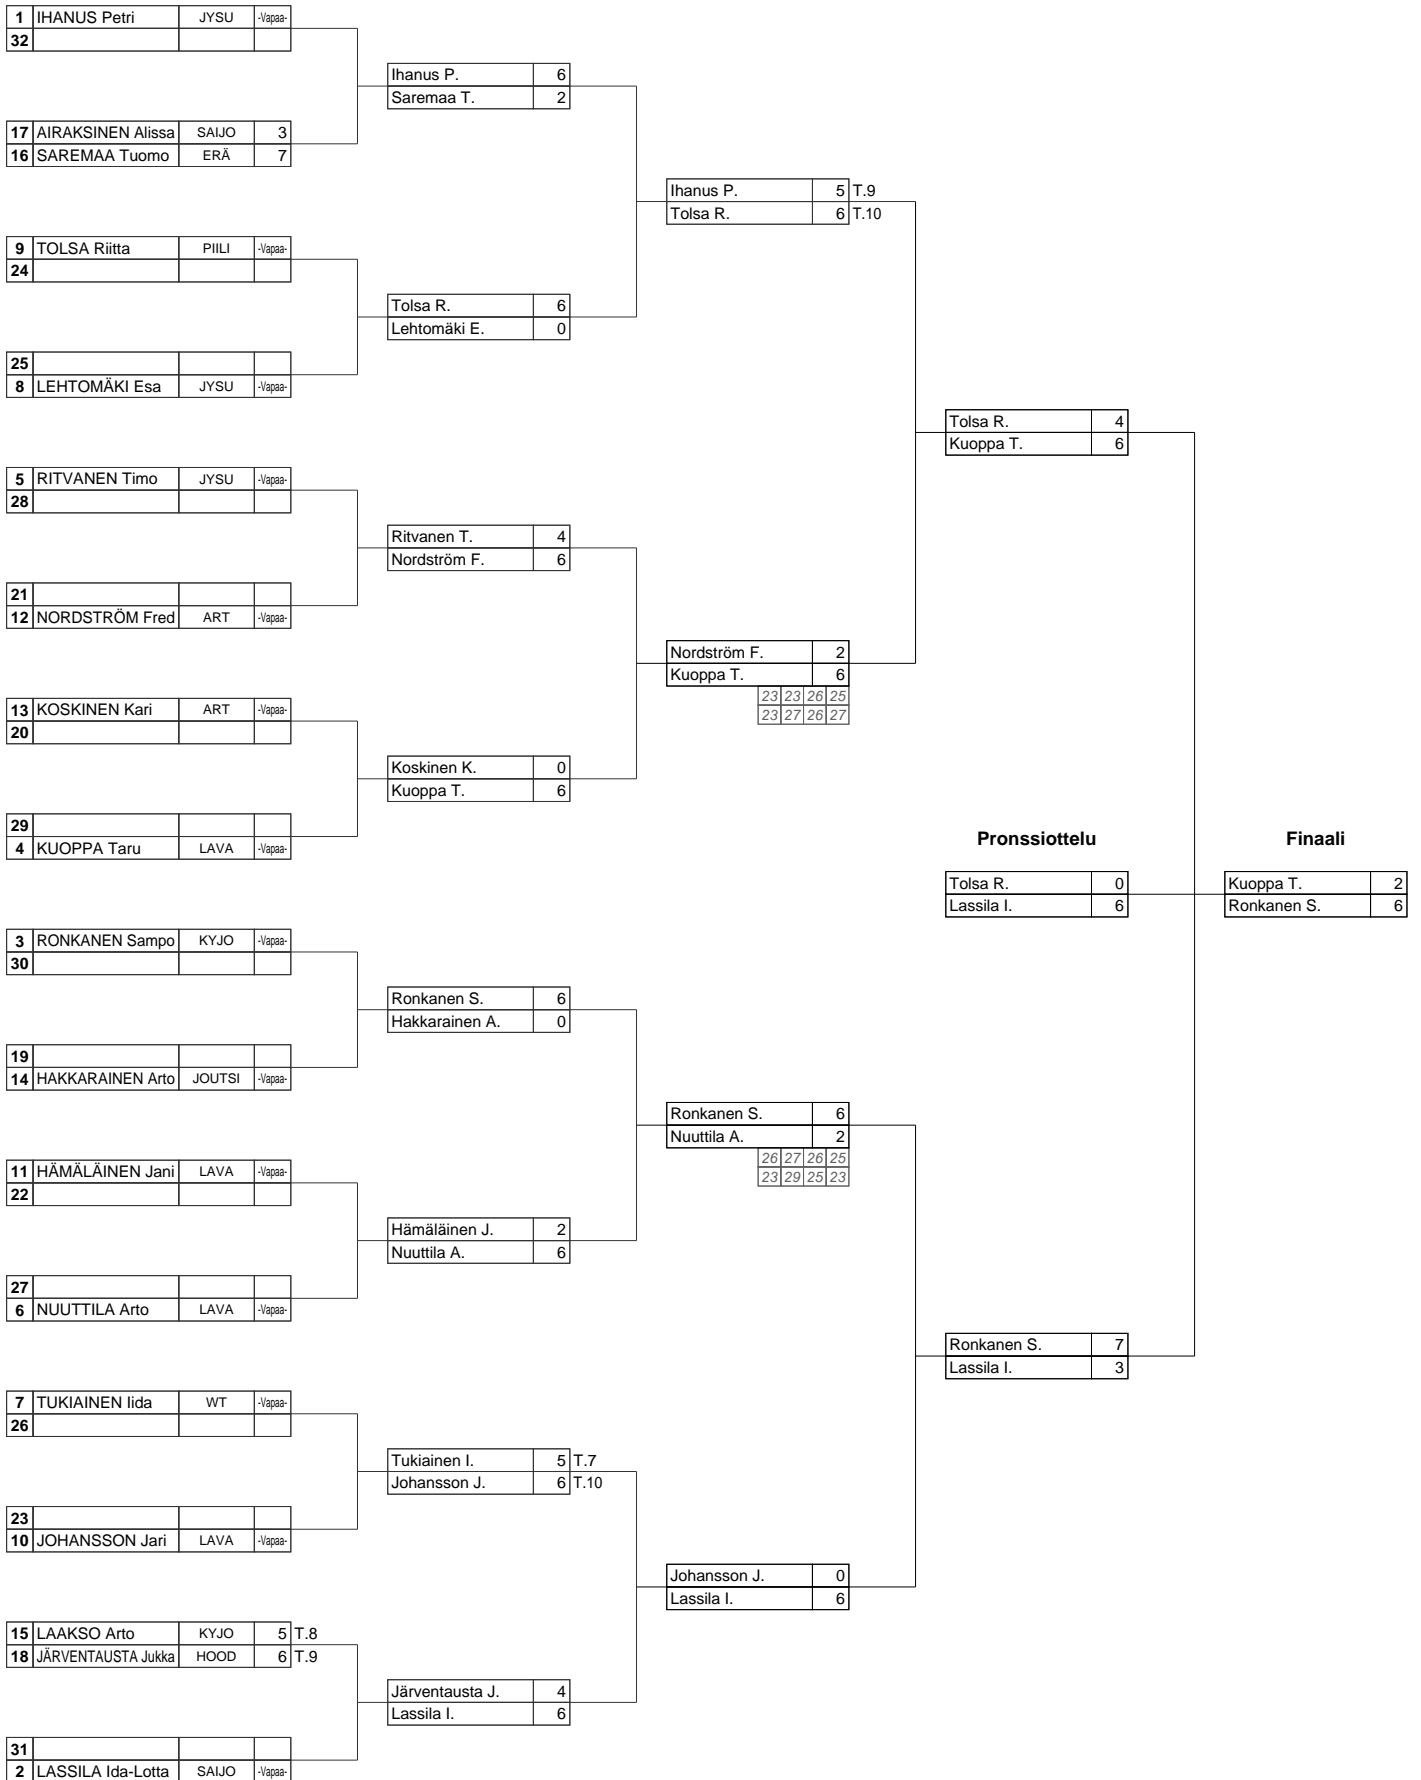 1 IHANUS Petri JYSU -Vapaa-
32
Ihanus P. 6
Saremaa T. 2
17 AIRAKSINEN Alissa SAIJO 3
16 SAREMAA Tuomo ERÄ 7
Ihanus P. 5 T.9
Tolsa R. 6 T.10
9 TOLSA Riitta PIILI -Vapaa-
24
Tolsa R. 6
Lehtomäki E. 0
25
8 LEHTOMÄKI Esa JYSU -Vapaa-
Tolsa R. 4
Kuoppa T. 6
5 RITVANEN Timo JYSU -Vapaa-
28
Ritvanen T. 4
Nordström F. 6
21
12 NORDSTRÖM Fred ART -Vapaa-
Nordström F. 2
Kuoppa T. 6
23 23 26 25
23 27 26 27
13 KOSKINEN Kari ART -Vapaa-
20
Koskinen K. 0
Kuoppa T. 6
29
4 KUOPPA Taru LAVA -Vapaa-
Pronssiottelu Finaali
Tolsa R. 0 Kuoppa T. 2
Lassila I. 6 Ronkanen S. 6
3 RONKANEN Sampo KYJO -Vapaa-
30
Ronkanen S. 6
Hakkarainen A. 0
19
14 HAKKARAINEN Arto JOUTSI -Vapaa-
Ronkanen S. 6
Nuuttila A. 2
26 27 26 25
23 29 25 23
11 HÄMÄLÄINEN Jani LAVA -Vapaa-
22
Hämäläinen J. 2
Nuuttila A. 6
27
6 NUUTTILA Arto LAVA -Vapaa-
Ronkanen S. 7
Lassila I. 3
7 TUKIAINEN Iida WT -Vapaa-
26
Tukiainen I. 5 T.7
Johansson J. 6 T.10
23
10 JOHANSSON Jari LAVA -Vapaa-
Johansson J. 0
Lassila I. 6
15 LAAKSO Arto KYJO 5 T.8
18 JÄRVENTAUSTA Jukka HOOD 6 T.9
Järventausta J. 4
Lassila I. 6
31
2 LASSILA Ida-Lotta SAIJO -Vapaa-